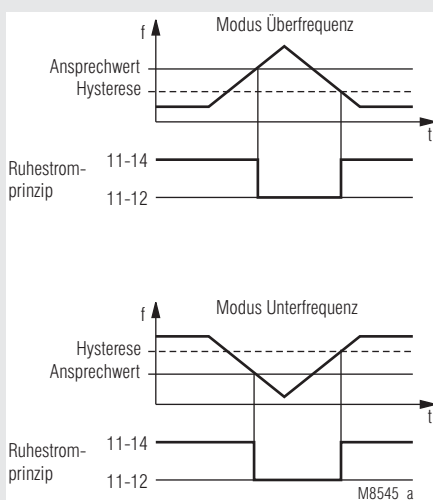 Modus Überfrequenz
f
Ansprechwert
Hysterese
t
Ruhestrom-
prinzip
11-14
11-12
Modus Unterfrequenz
f
Hysterese
Ansprechwert
t
Ruhestrom-
prinzip
11-14
11-12
M8545_a